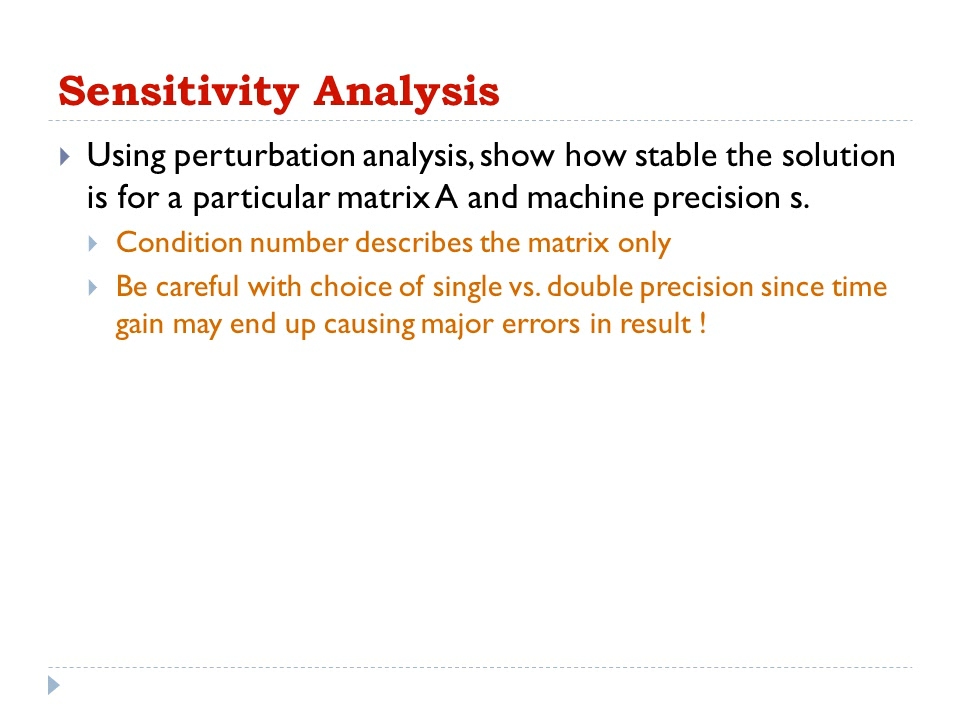 Sensitivity Analysis
Using perturbation analysis, show how stable the solution
is for a particular matrix A and machine precision s.
Condition number describes the matrix only
Be careful with choice of single vs. double precision since time
gain may end up causing major errors in result !